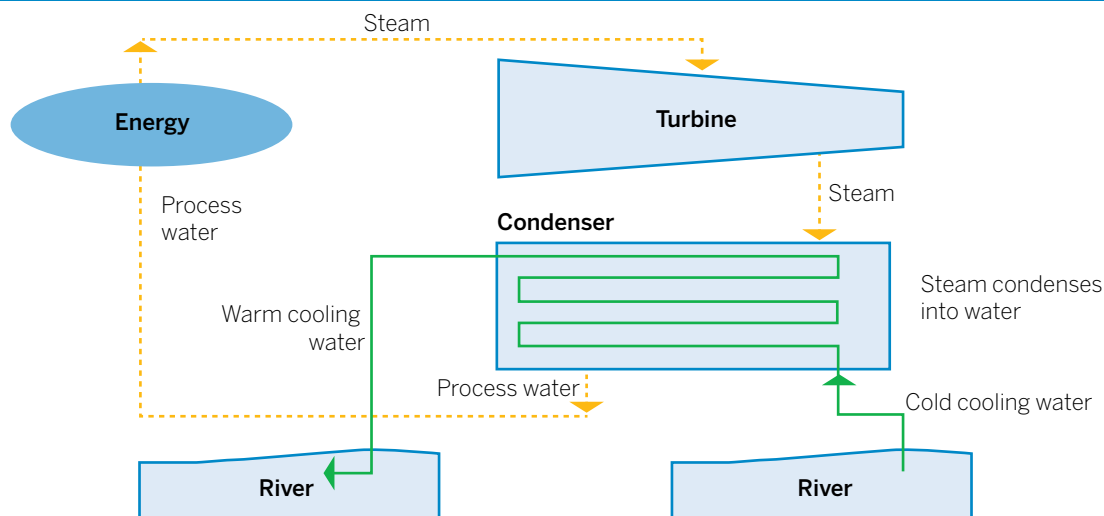 Steam
Energy
Turbine
Process
water
Steam
Condenser
Steam condenses
into water
Warm cooling
water
Process water
Cold cooling water
River
River